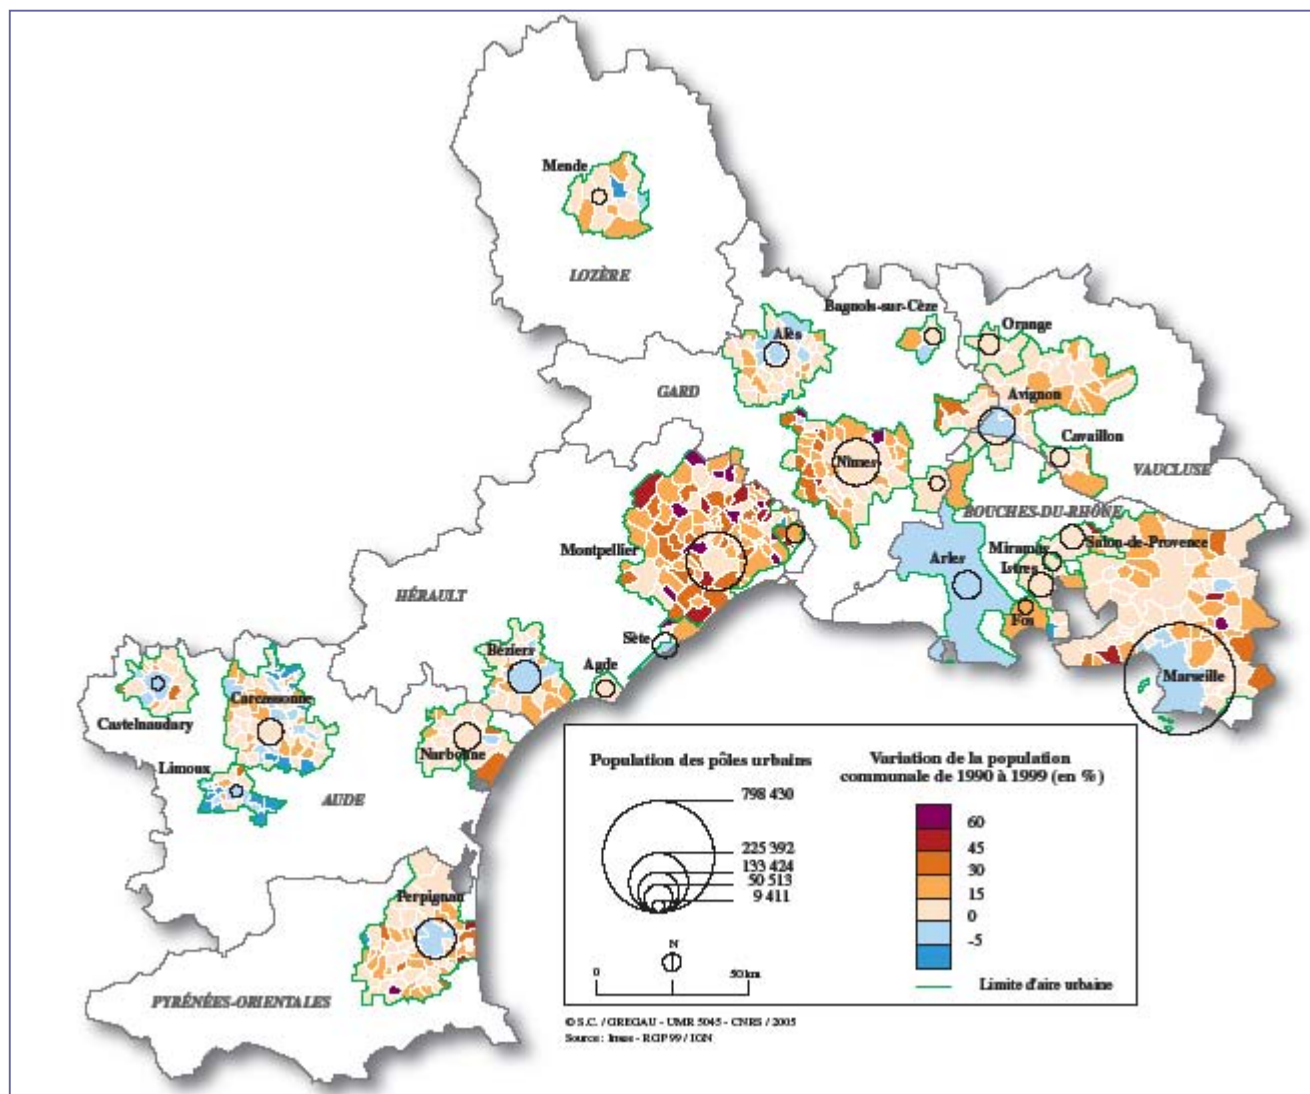 Mende
LOZÈRE
Bagnols-sur-Cèze
Orange
Alès
GARD
Avignon
Cavaillon
Nîmes
VAUCLUSE
BOUCHES-DU-RHÔNE
Salon-de-Provence
Miramas
Istres
Arles
Fos
Montpellier
HÉRAULT
Sète
Marseille
Béziers
Agde
Carcassonne
Castelnaudary
Narbonne
Limoux
AUDE
Perpignan
PYRÉNÉES-ORIENTALES
Population des pôles urbains
798 430
225 392
133 424
50 513
9 411
N
0 50 km
Variation de la population
communale de 1990 à 1999 (en %)
60
45
30
15
0
-5
Limite d'aire urbaine
© S.C. / GREGAU - UMR 5045 - CNRS / 2005
Source : Insee - RGP 99 / IGN